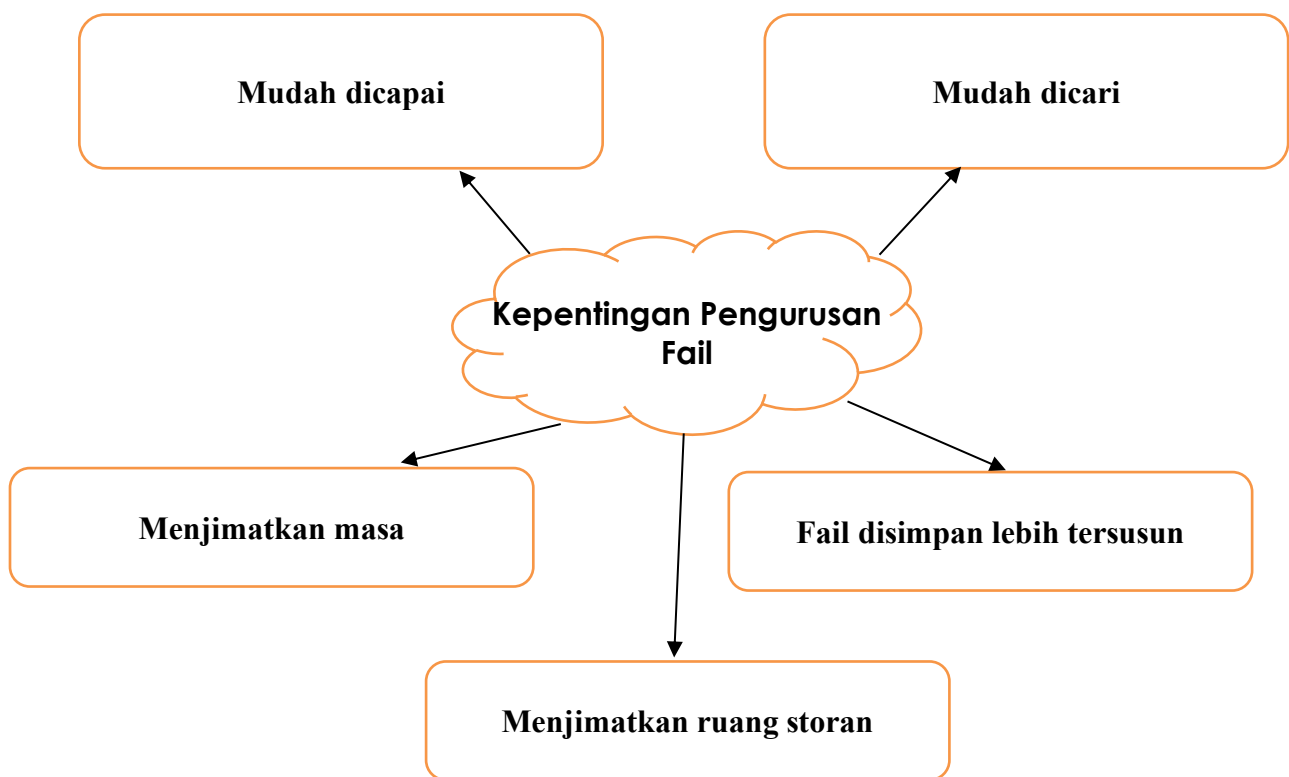 Mudah dicapai
Mudah dicari
Kepentingan Pengurusan
Fail
Menjimatkan masa
Fail disimpan lebih tersusun
Menjimatkan ruang storan